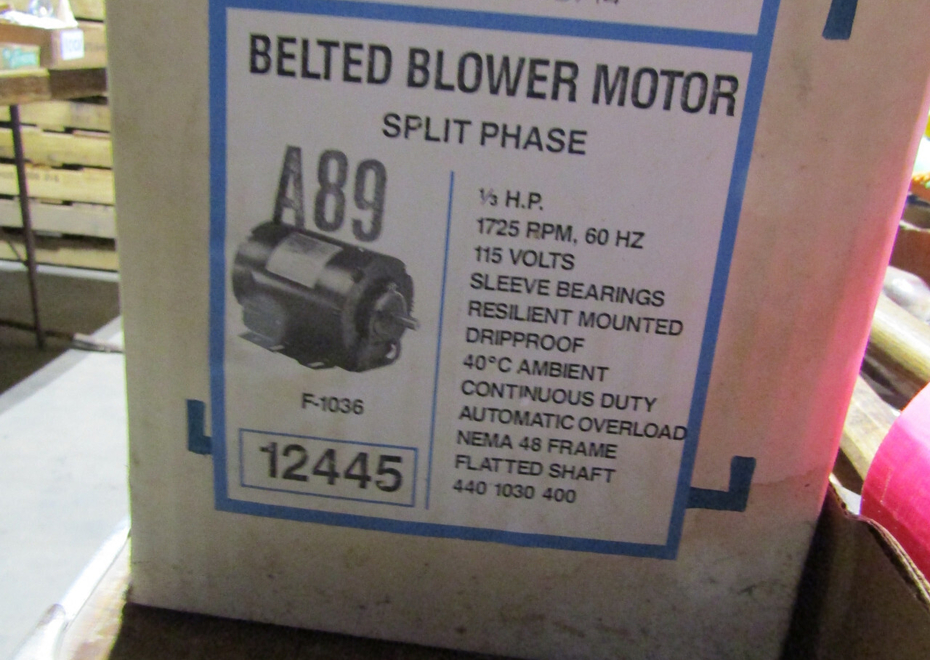 BELTED BLOWER MOTOR
SPLIT PHASE
A89
1/3 H.P.
1725 RPM, 60 HZ
115 VOLTS
SLEEVE BEARINGS
RESILIENT MOUNTED
DRIPPROOF
40°C AMBIENT
CONTINUOUS DUTY
AUTOMATIC OVERLOAD
NEMA 48 FRAME
FLATTED SHAFT
440 1030 400
F-1036
12445